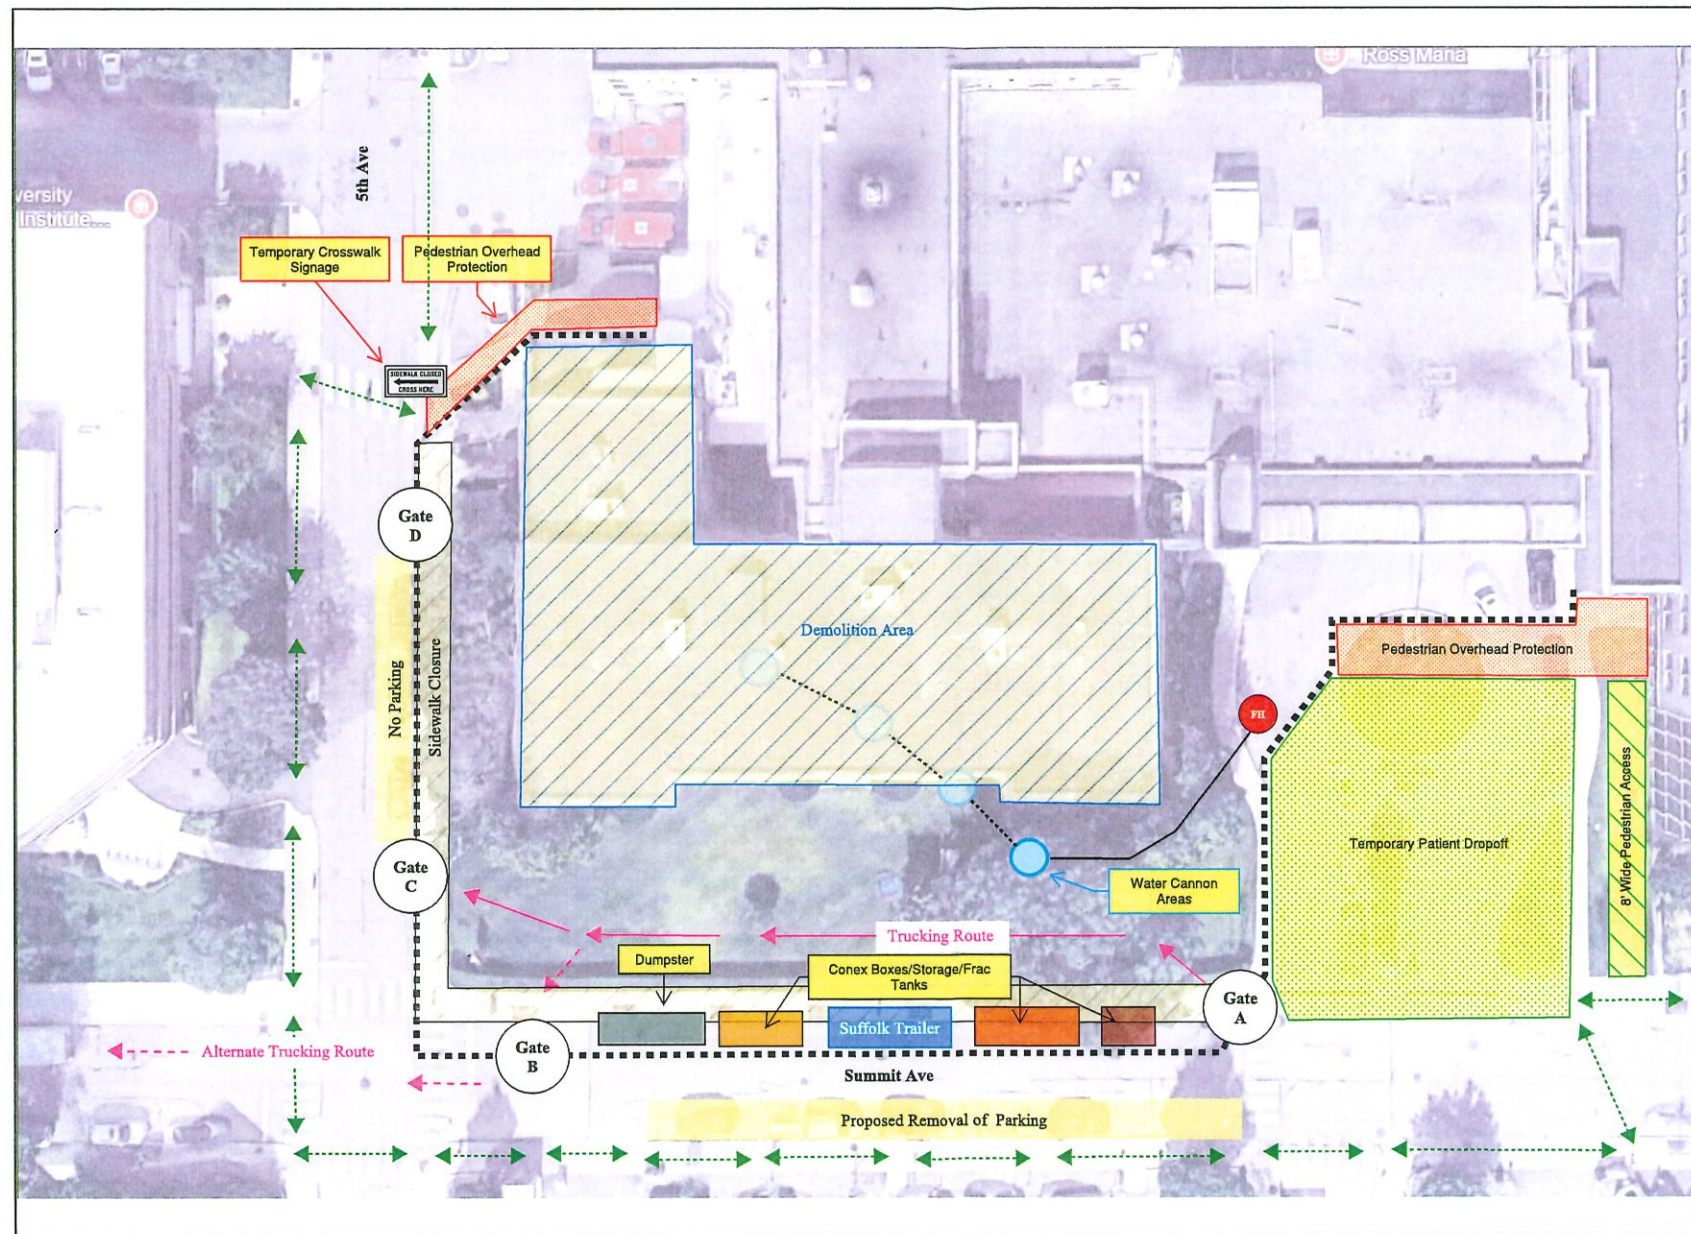 Ross Maria
5th Ave
versity
Institute...
Temporary Crosswalk
Signage
Pedestrian Overhead
Protection
SIDEWALK CLOSED
CROSS HERE
Gate
D
Demolition Area
Pedestrian Overhead Protection
No Parking
Sidewalk Closure
FH
8' Wide Pedestrian Access
Temporary Patient Dropoff
Gate
C
Water Cannon
Areas
Trucking Route
Dumpster
Conex Boxes/Storage/Frac
Tanks
Gate
A
Suffolk Trailer
Alternate Trucking Route
Gate
B
Summit Ave
Proposed Removal of Parking